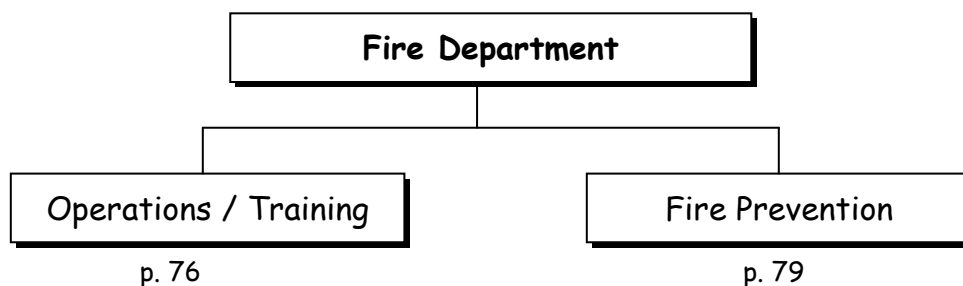 Fire Department
Operations / Training
Fire Prevention
p. 76
p. 79